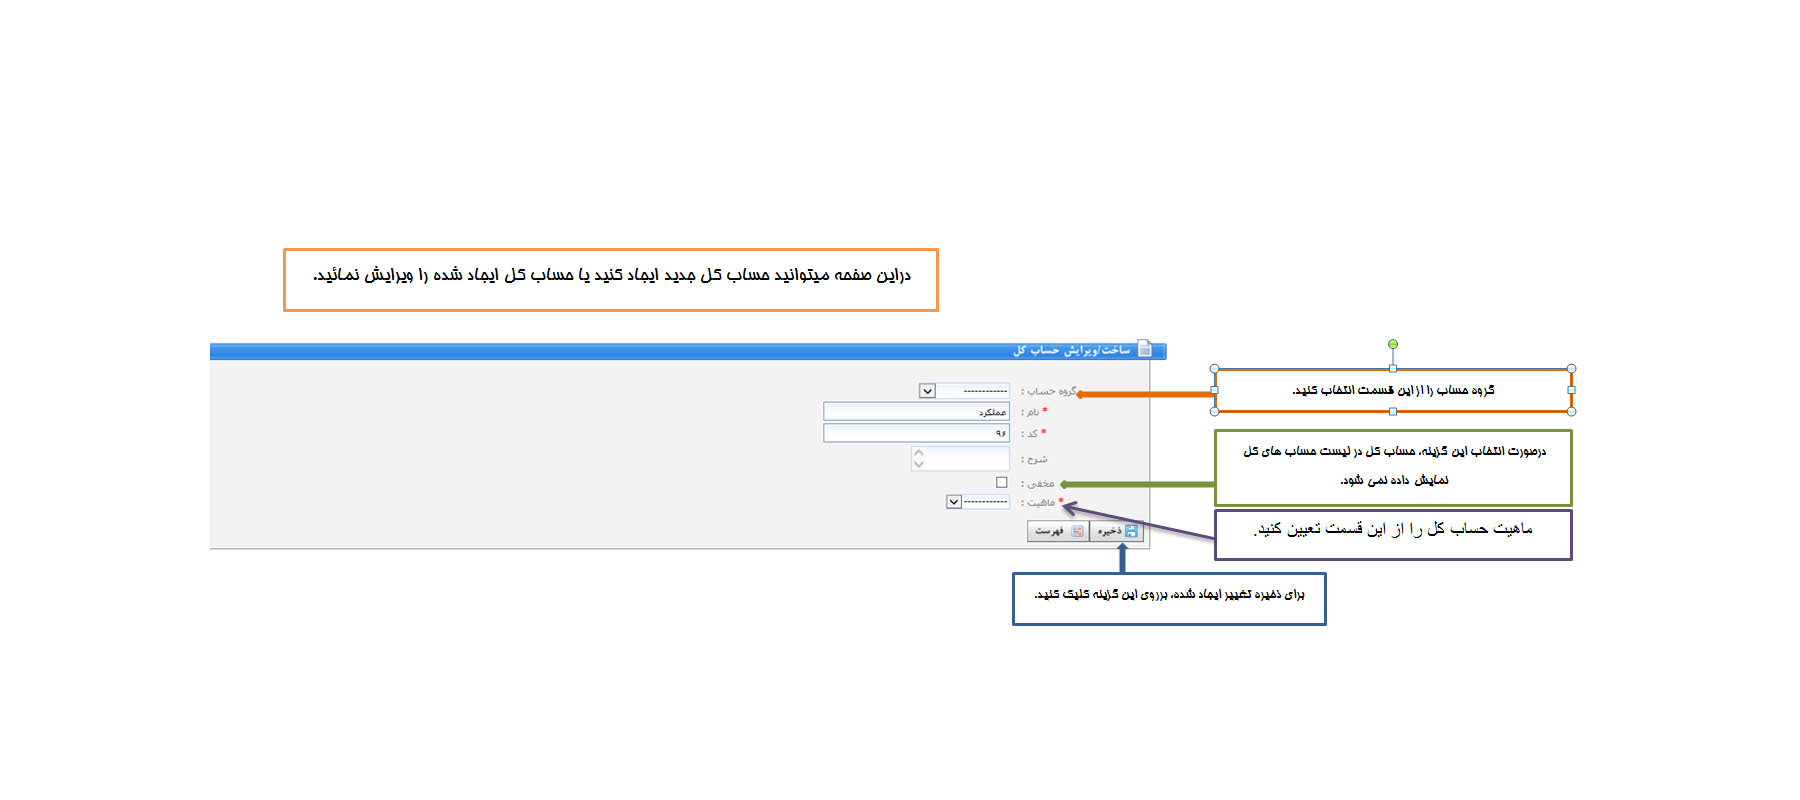 دراین صفحه میتوانید حساب کل جدید ایجاد کنید یا حساب کل ایجاد شده را ویرایش نمائید.
ساخت/ویرایش حساب کل
گروه حساب : ------------
گروه حساب را از این قسمت انتخاب کنید.
* نام : عملکرد
* کد : ۹۶
شرح :
درصورت انتخاب این گزینه، حساب کل در لیست حساب های کل
نمایش داده نمی شود.
مخفی :
* ماهیت : ------------
ماهیت حساب کل را از این قسمت تعیین کنید.
ذخیره فهرست
برای ذخیره تغییر ایجاد شده، برروی این گزینه کلیک کنید.